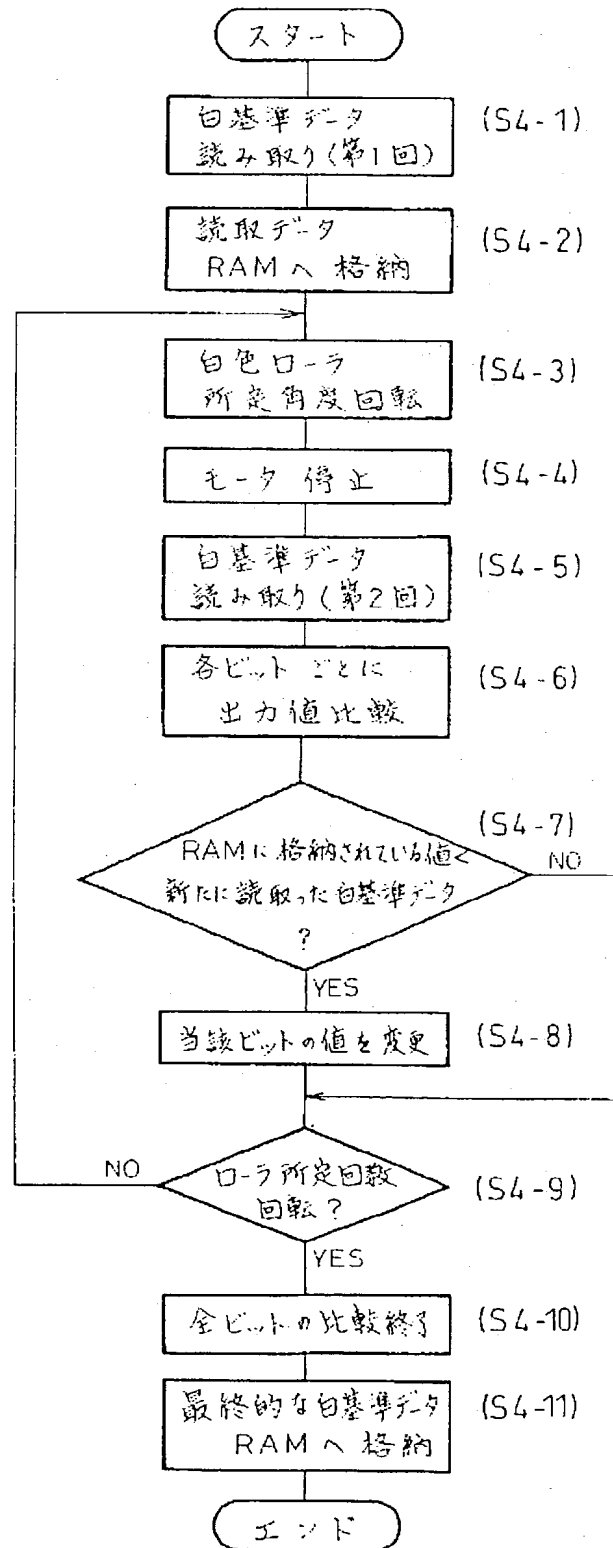 スタート
白基準データ
読み取り(第1回)
(S4-1)
読取データ
RAMへ格納
(S4-2)
白色ローラ
所定角度回転
(S4-3)
モータ停止
(S4-4)
白基準データ
読み取り(第2回)
(S4-5)
各ビットごとに
出力値比較
(S4-6)
(S4-7)
RAMに格納されている値<
新たに読取った白基準データ
?
NO
YES
当該ビットの値を変更
(S4-8)
NO
ローラ所定回数
回転?
(S4-9)
YES
全ビットの比較終了
(S4-10)
最終的な白基準データ
RAMへ格納
(S4-11)
エンド